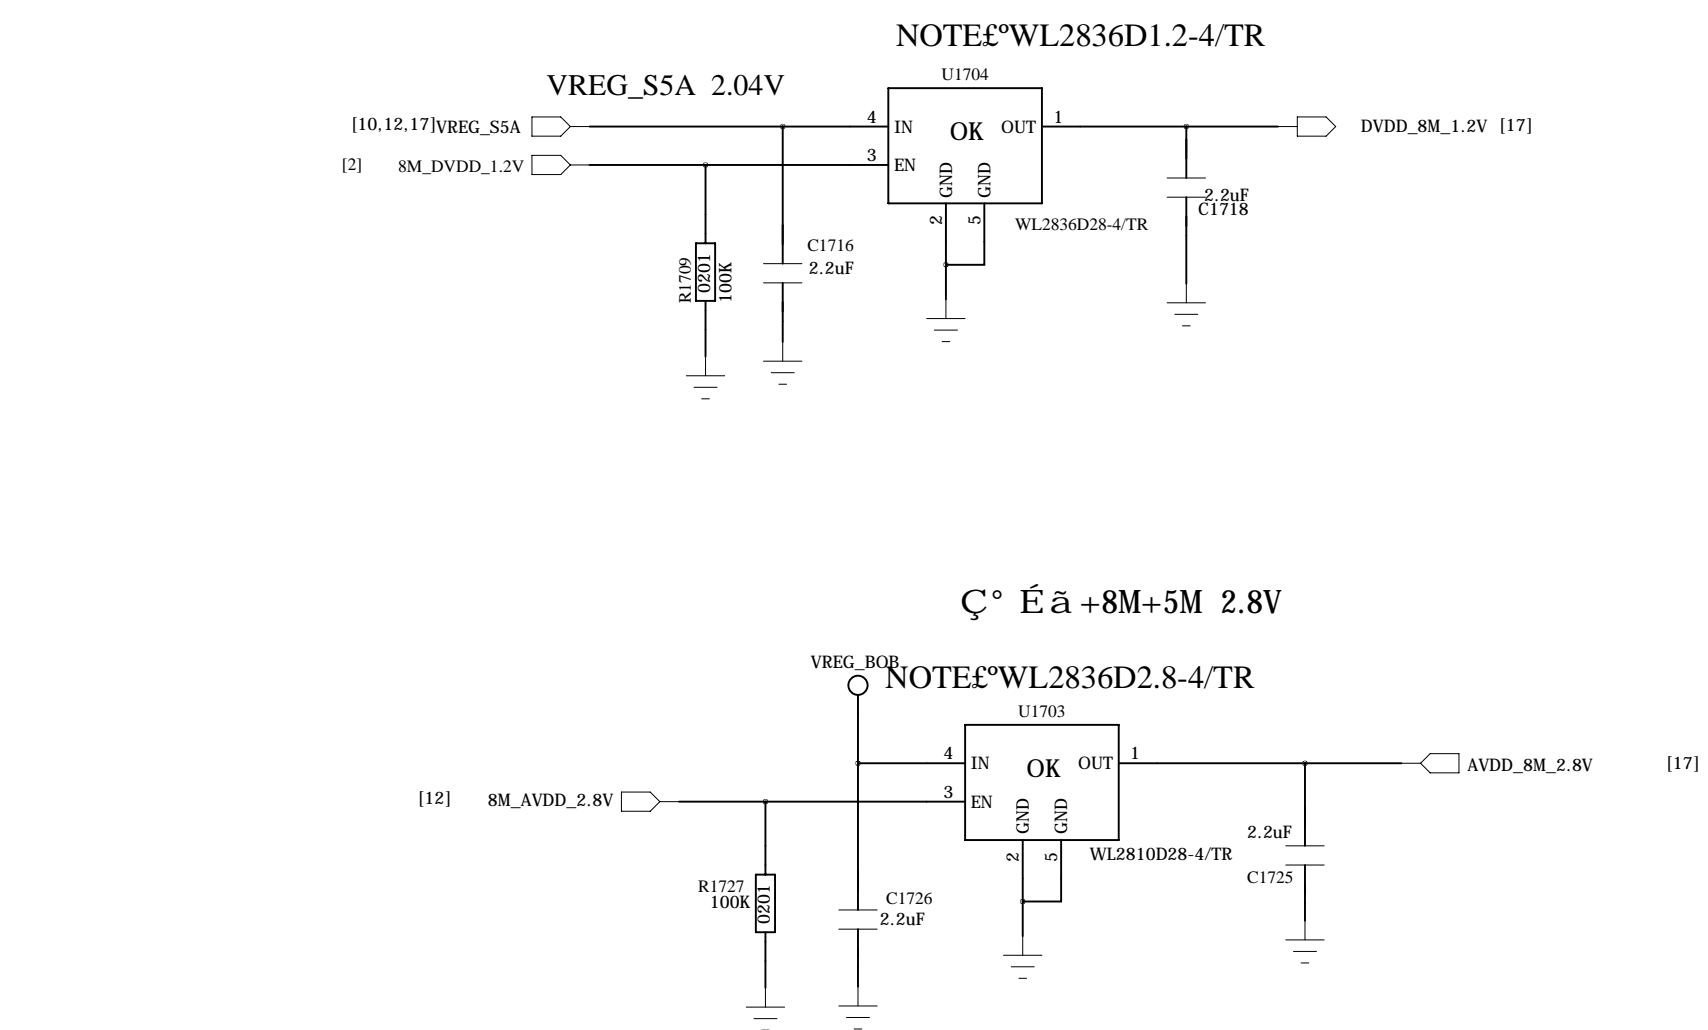 NOTE£ºWL2836D1.2-4/TR
U1704
VREG_S5A 2.04V
[10,12,17] VREG_S5A
4
IN
OK
OUT
1
DVDD_8M_1.2V [17]
[2] 8M_DVDD_1.2V
3
EN
GND
GND
2
5
WL2836D28-4/TR
2.2uF
C1718
R1709
0201
100K
C1716
2.2uF
Ç° Éã+8M+5M 2.8V
VREG_BOB
NOTE£ºWL2836D2.8-4/TR
U1703
4
IN
OK
OUT
1
AVDD_8M_2.8V [17]
[12] 8M_AVDD_2.8V
3
EN
GND
GND
2
5
WL2810D28-4/TR
2.2uF
C1725
R1727
100K
0201
C1726
2.2uF